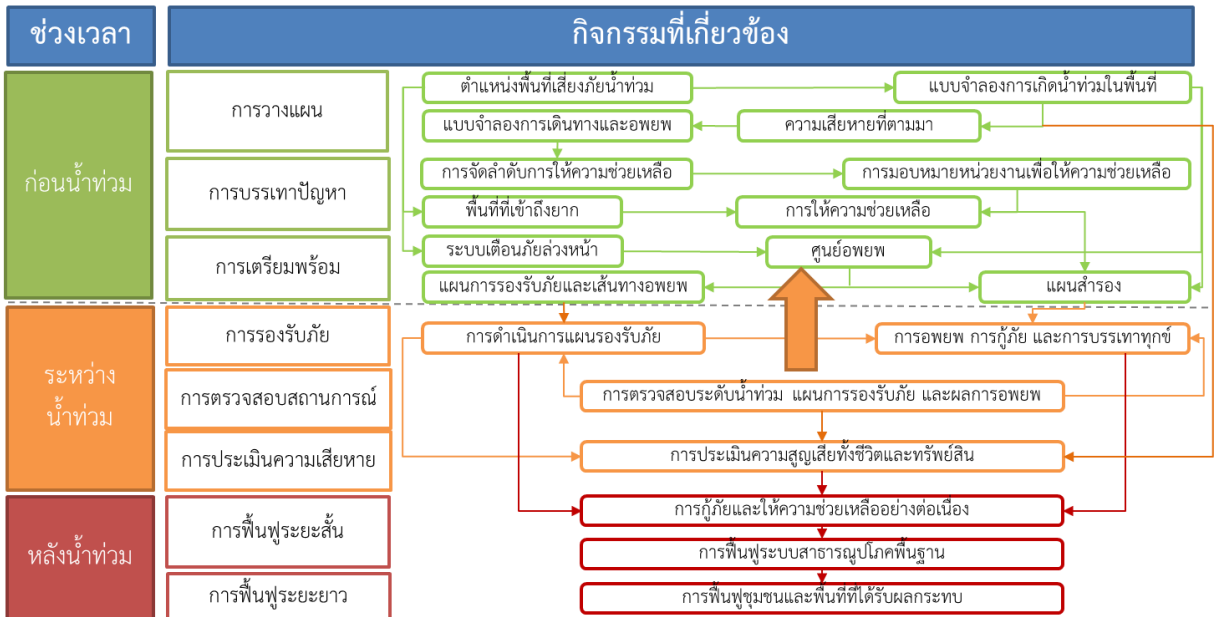 ช่วงเวลา
กิจกรรมที่เกี่ยวข้อง
ก่อนน้ำท่วม
การวางแผน
การบรรเทาปัญหา
การเตรียมพร้อม
ตำแหน่งพื้นที่เสี่ยงภัยน้ำท่วม
แบบจำลองการเกิดน้ำท่วมในพื้นที่
แบบจำลองการเดินทางและอพยพ
ความเสียหายที่ตามมา
การจัดลำดับการให้ความช่วยเหลือ
การมอบหมายหน่วยงานเพื่อให้ความช่วยเหลือ
พื้นที่ที่เข้าถึงยาก
การให้ความช่วยเหลือ
ระบบเตือนภัยล่วงหน้า
ศูนย์อพยพ
แผนการรองรับภัยและเส้นทางอพยพ
แผนสำรอง
ระหว่าง
น้ำท่วม
การรองรับภัย
การตรวจสอบสถานการณ์
การประเมินความเสียหาย
การดำเนินการแผนรองรับภัย
การอพยพ การกู้ภัย และการบรรเทาทุกข์
การตรวจสอบระดับน้ำท่วม แผนการรองรับภัย และผลการอพยพ
การประเมินความสูญเสียทั้งชีวิตและทรัพย์สิน
หลังน้ำท่วม
การฟื้นฟูระยะสั้น
การฟื้นฟูระยะยาว
การกู้ภัยและให้ความช่วยเหลืออย่างต่อเนื่อง
การฟื้นฟูระบบสาธารณูปโภคพื้นฐาน
การฟื้นฟูชุมชนและพื้นที่ที่ได้รับผลกระทบ